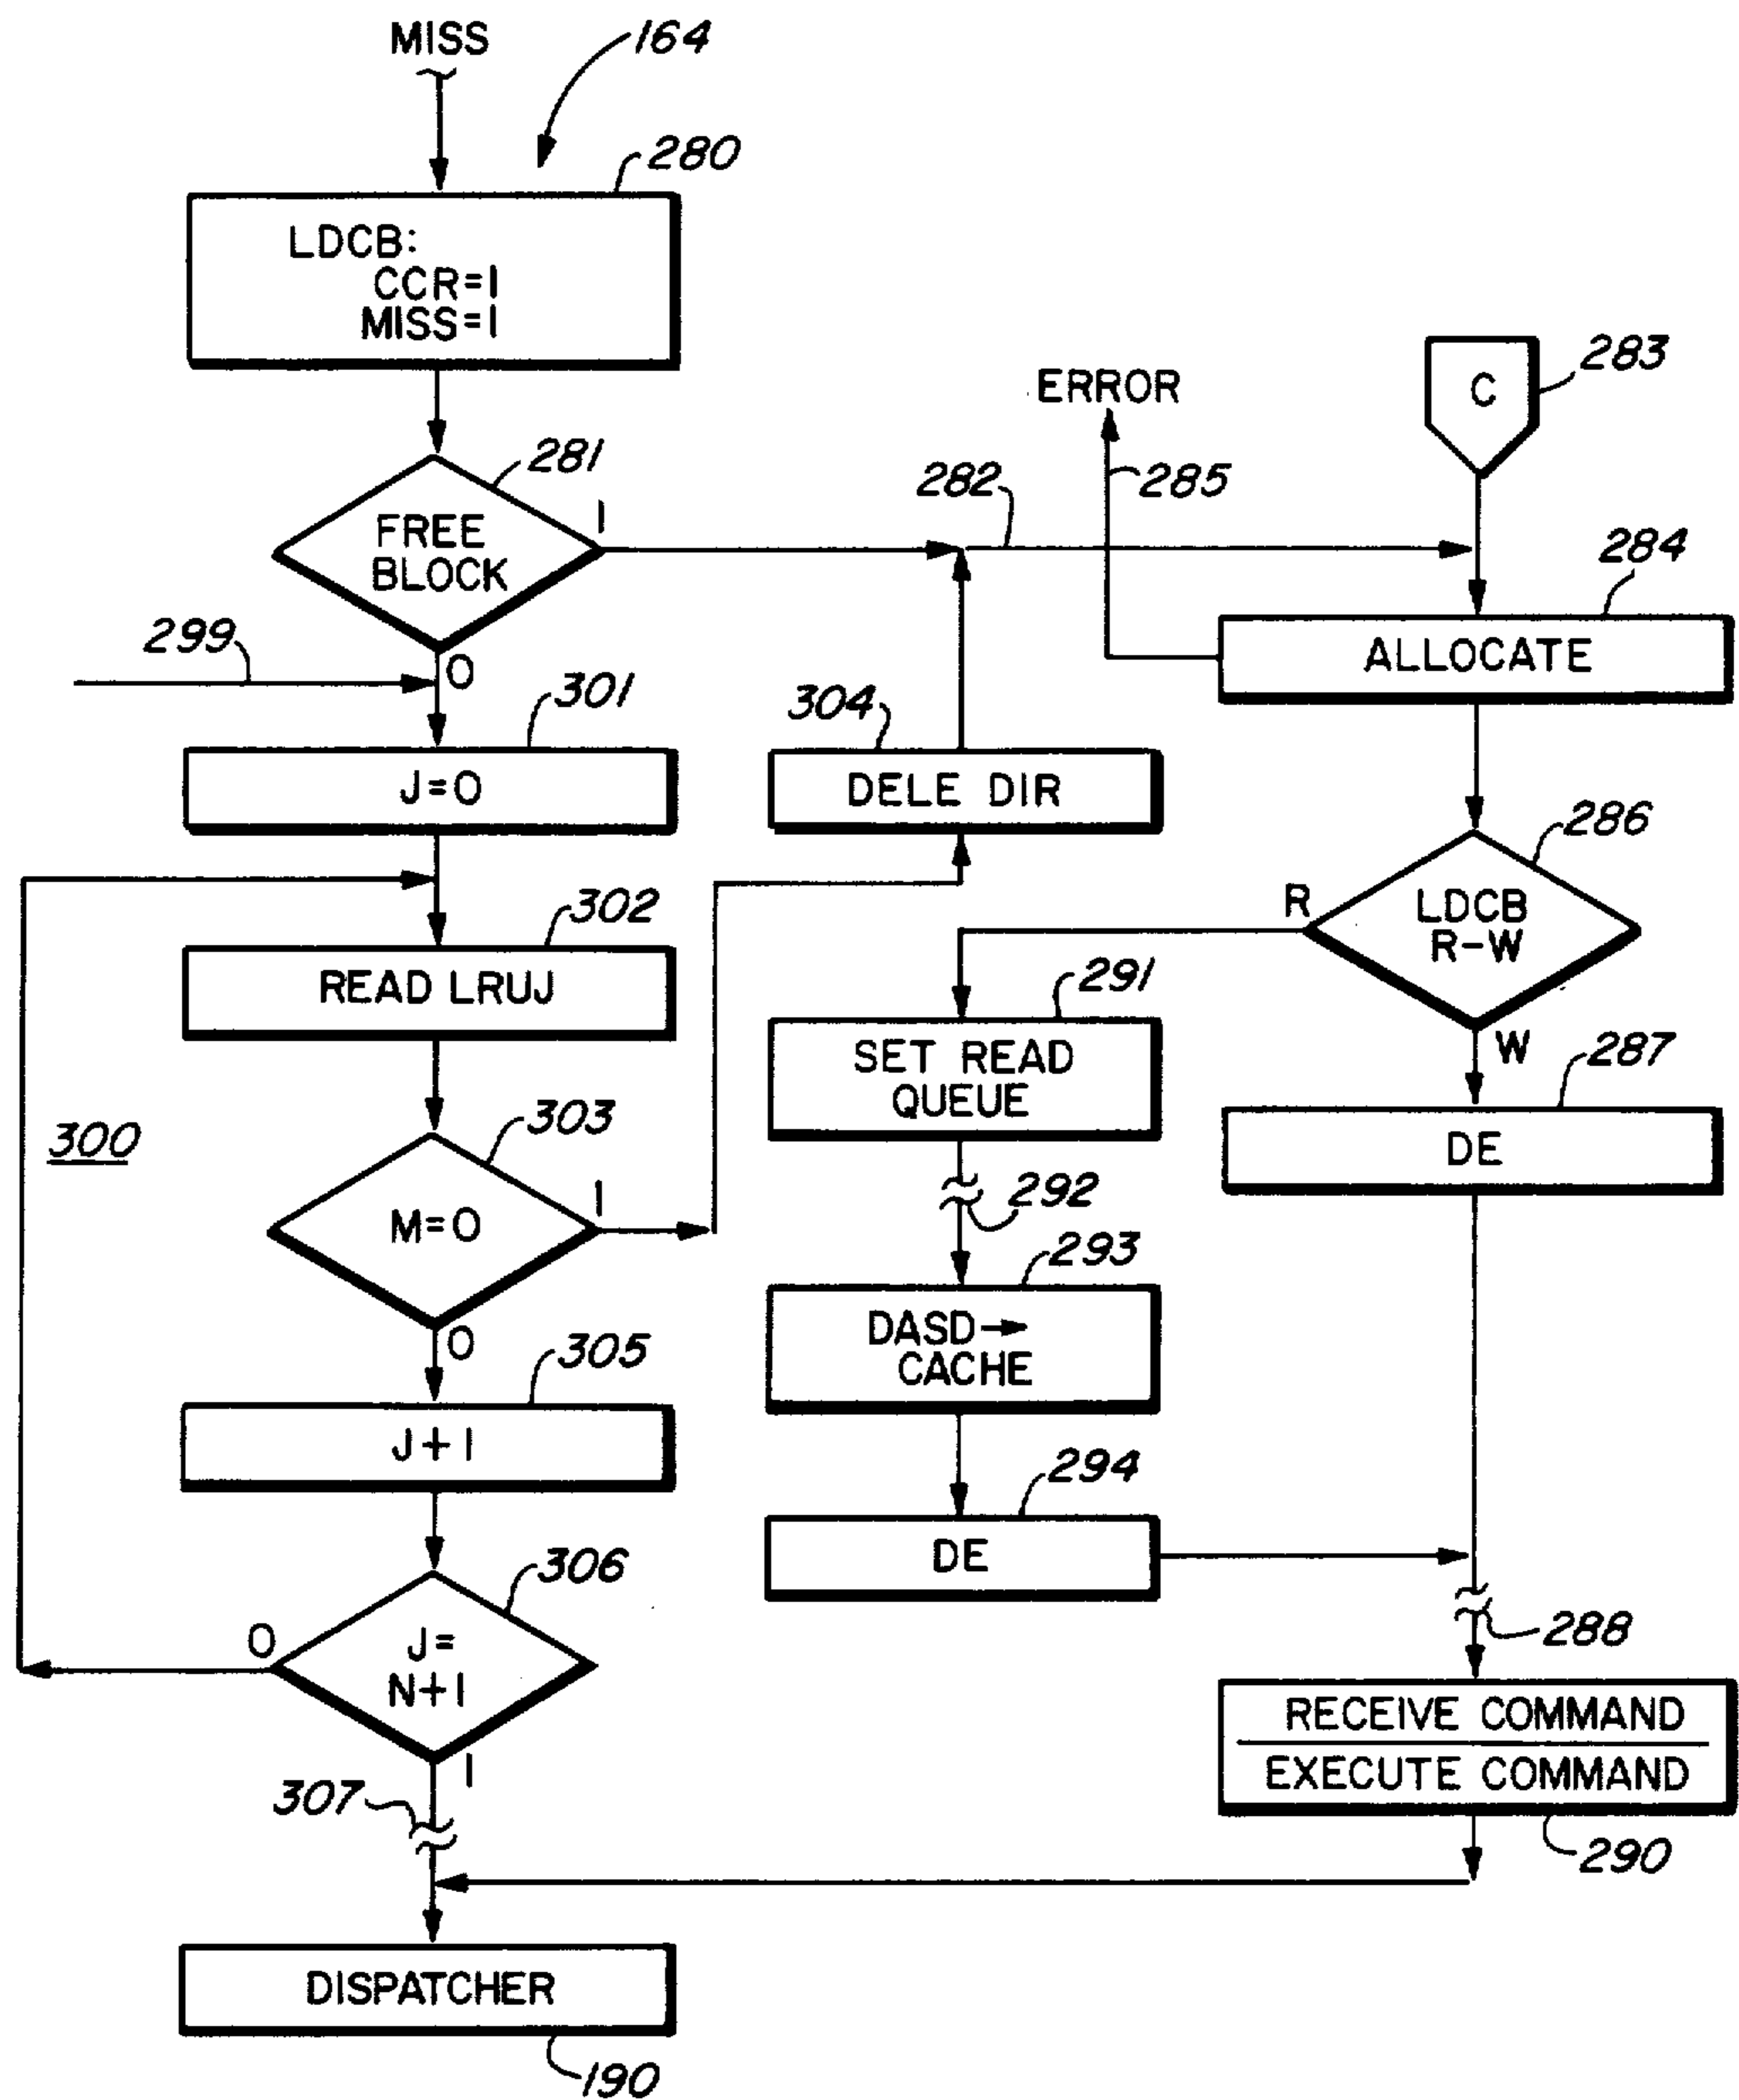 MISS
164
280
LDCB:
CCR=1
MISS=1
281
FREE
BLOCK
1
0
282
ERROR
285
C
283
284
ALLOCATE
299
301
J=0
304
DELE DIR
286
LDCB
R-W
R
W
302
READ LRUJ
291
SET READ
QUEUE
287
DE
300
303
M=0
1
0
292
293
DASD→
CACHE
305
J+1
294
DE
306
J=
N+1
0
1
288
RECEIVE COMMAND
EXECUTE COMMAND
290
307
DISPATCHER
190